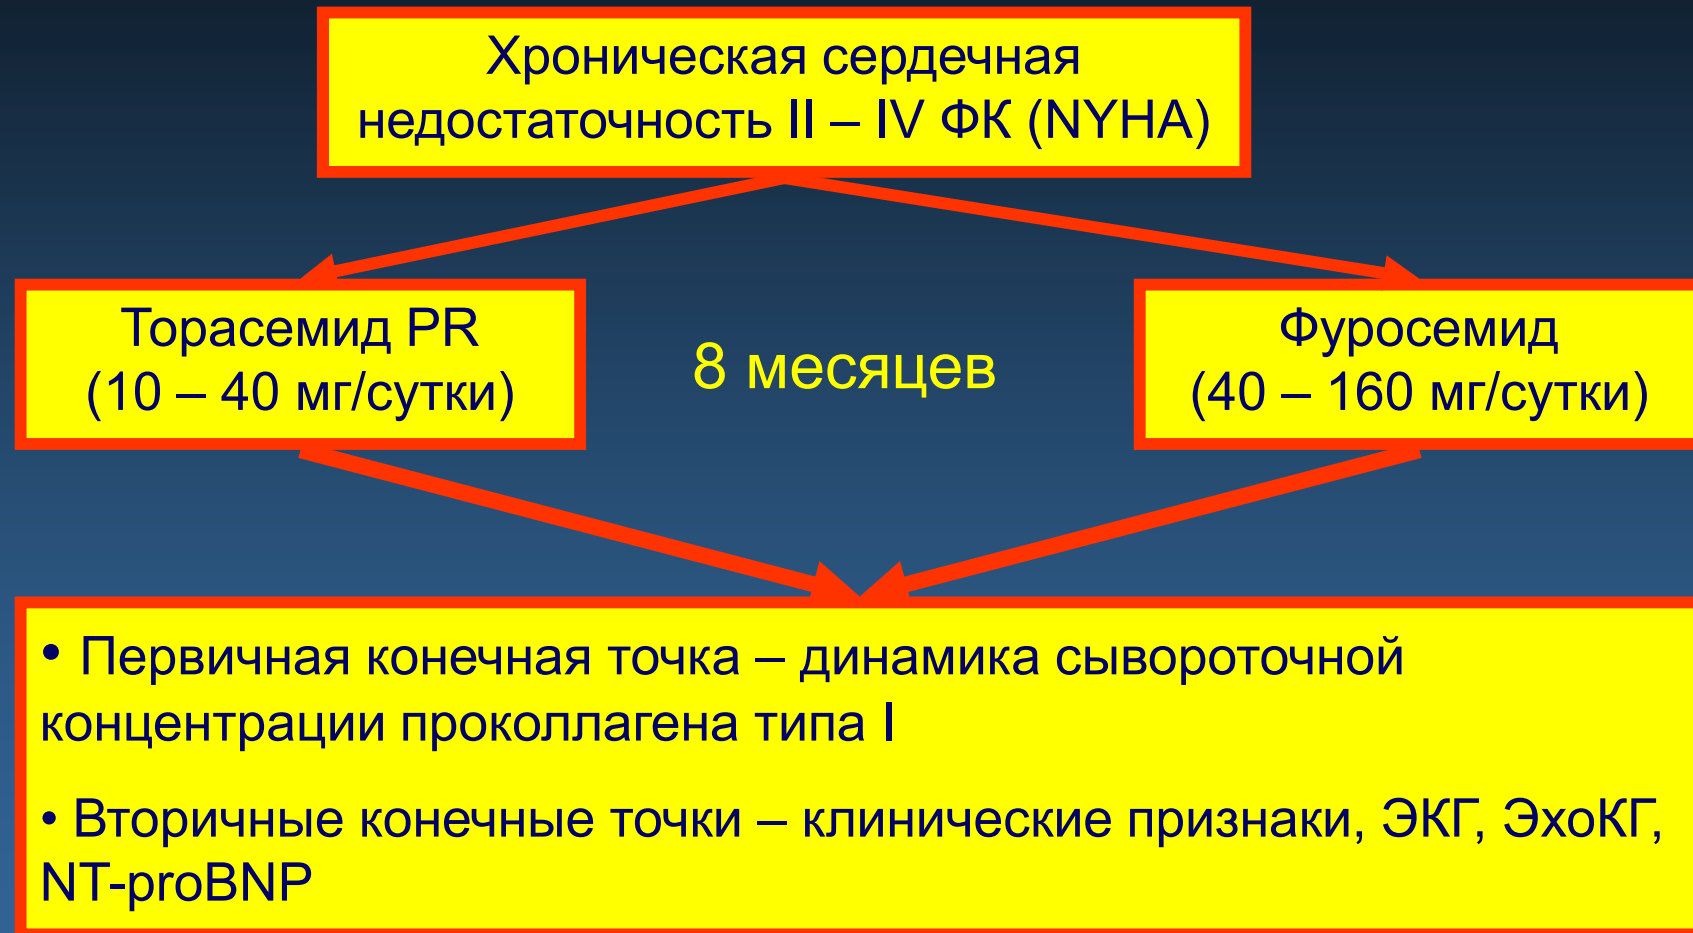 Хроническая сердечная
недостаточность II – IV ФК (NYHA)
Торасемид PR
(10 – 40 мг/сутки)
8 месяцев
Фуросемид
(40 – 160 мг/сутки)
• Первичная конечная точка – динамика сывороточной
концентрации проколлагена типа I
• Вторичные конечные точки – клинические признаки, ЭКГ, ЭхоКГ,
NT-proBNP